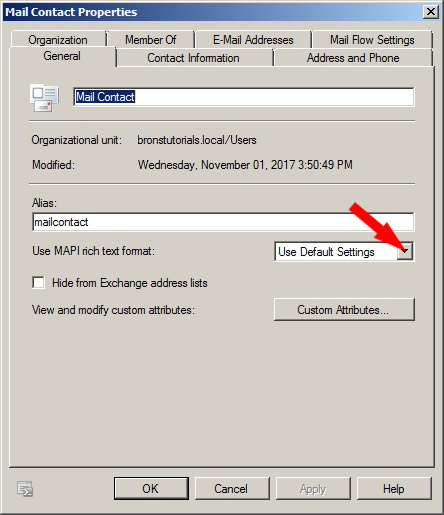 Mail Contact Properties
Organization Member Of E-Mail Addresses Mail Flow Settings
General Contact Information Address and Phone
Mail Contact
Organizational unit: bronstutorials.local/Users
Modified: Wednesday, November 01, 2017 3:50:49 PM
Alias:
mailcontact
Use MAPI rich text format: Use Default Settings
Hide from Exchange address lists
View and modify custom attributes: Custom Attributes...
OK Cancel Apply Help